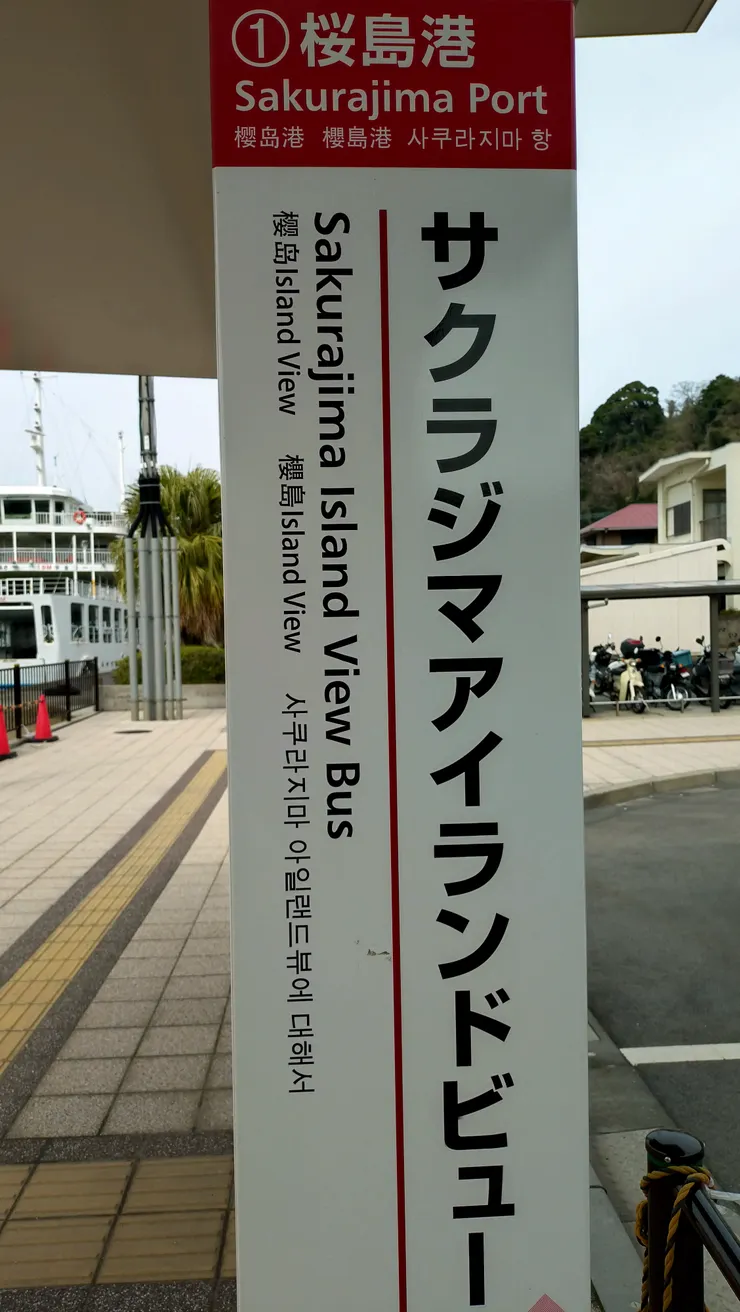 ①桜島港
Sakurajima Port
樱岛港 櫻島港 사쿠라지마 항
サクラジマアイランドビュー
Sakurajima Island View Bus
樱岛Island View 櫻島Island View 사쿠라지마 아일랜드뷰에 대해서